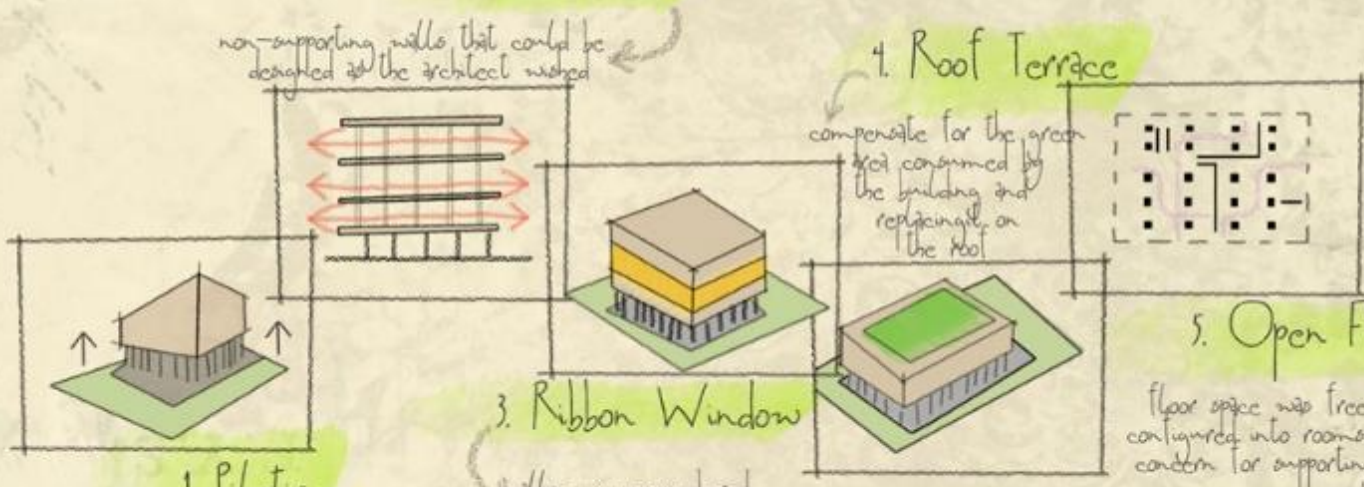 non-supporting walls that could be
designed as the architect wished
4. Roof Terrace
compensate for the green
area consumed by
the building and
replacing it on
the roof
3. Ribbon Window
5. Open F
floor space was free
configured into rooms
concern for supportin
1. Piloti